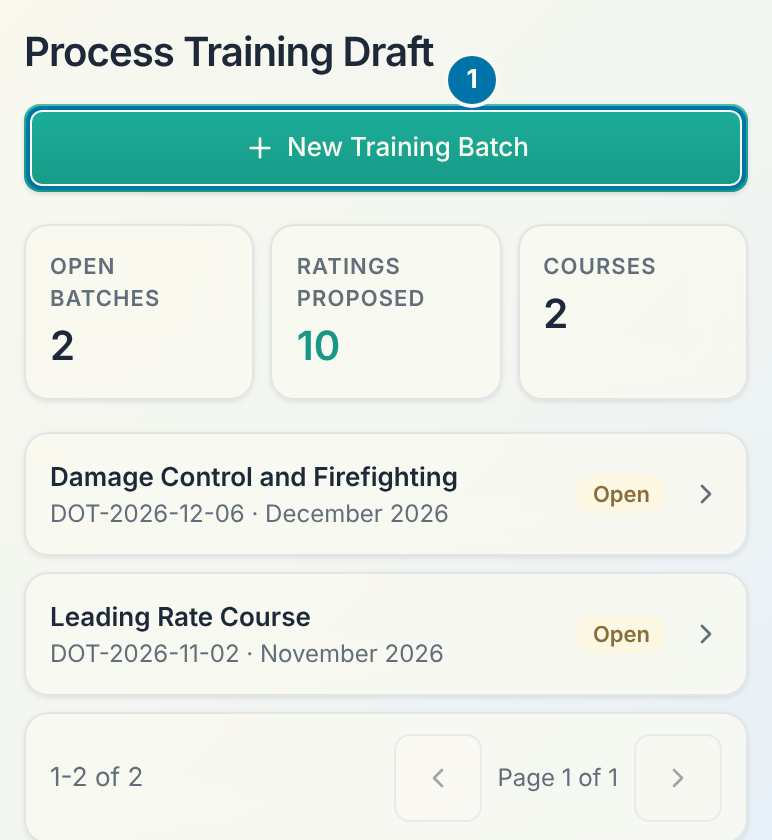 Process Training Draft
1
+ New Training Batch
OPEN
BATCHES
2
RATINGS
PROPOSED
10
COURSES
2
Damage Control and Firefighting
DOT-2026-12-06 · December 2026
Open
Leading Rate Course
DOT-2026-11-02 · November 2026
Open
1-2 of 2
Page 1 of 1